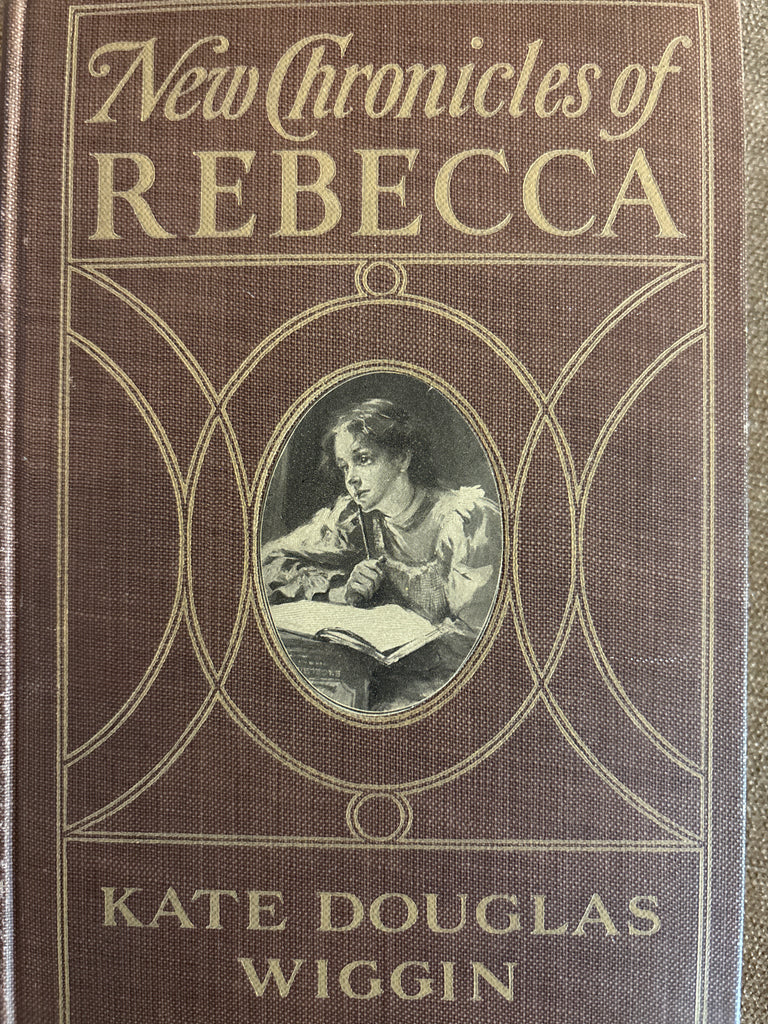 New Chronicles of
REBECCA
KATE DOUGLAS
WIGGIN